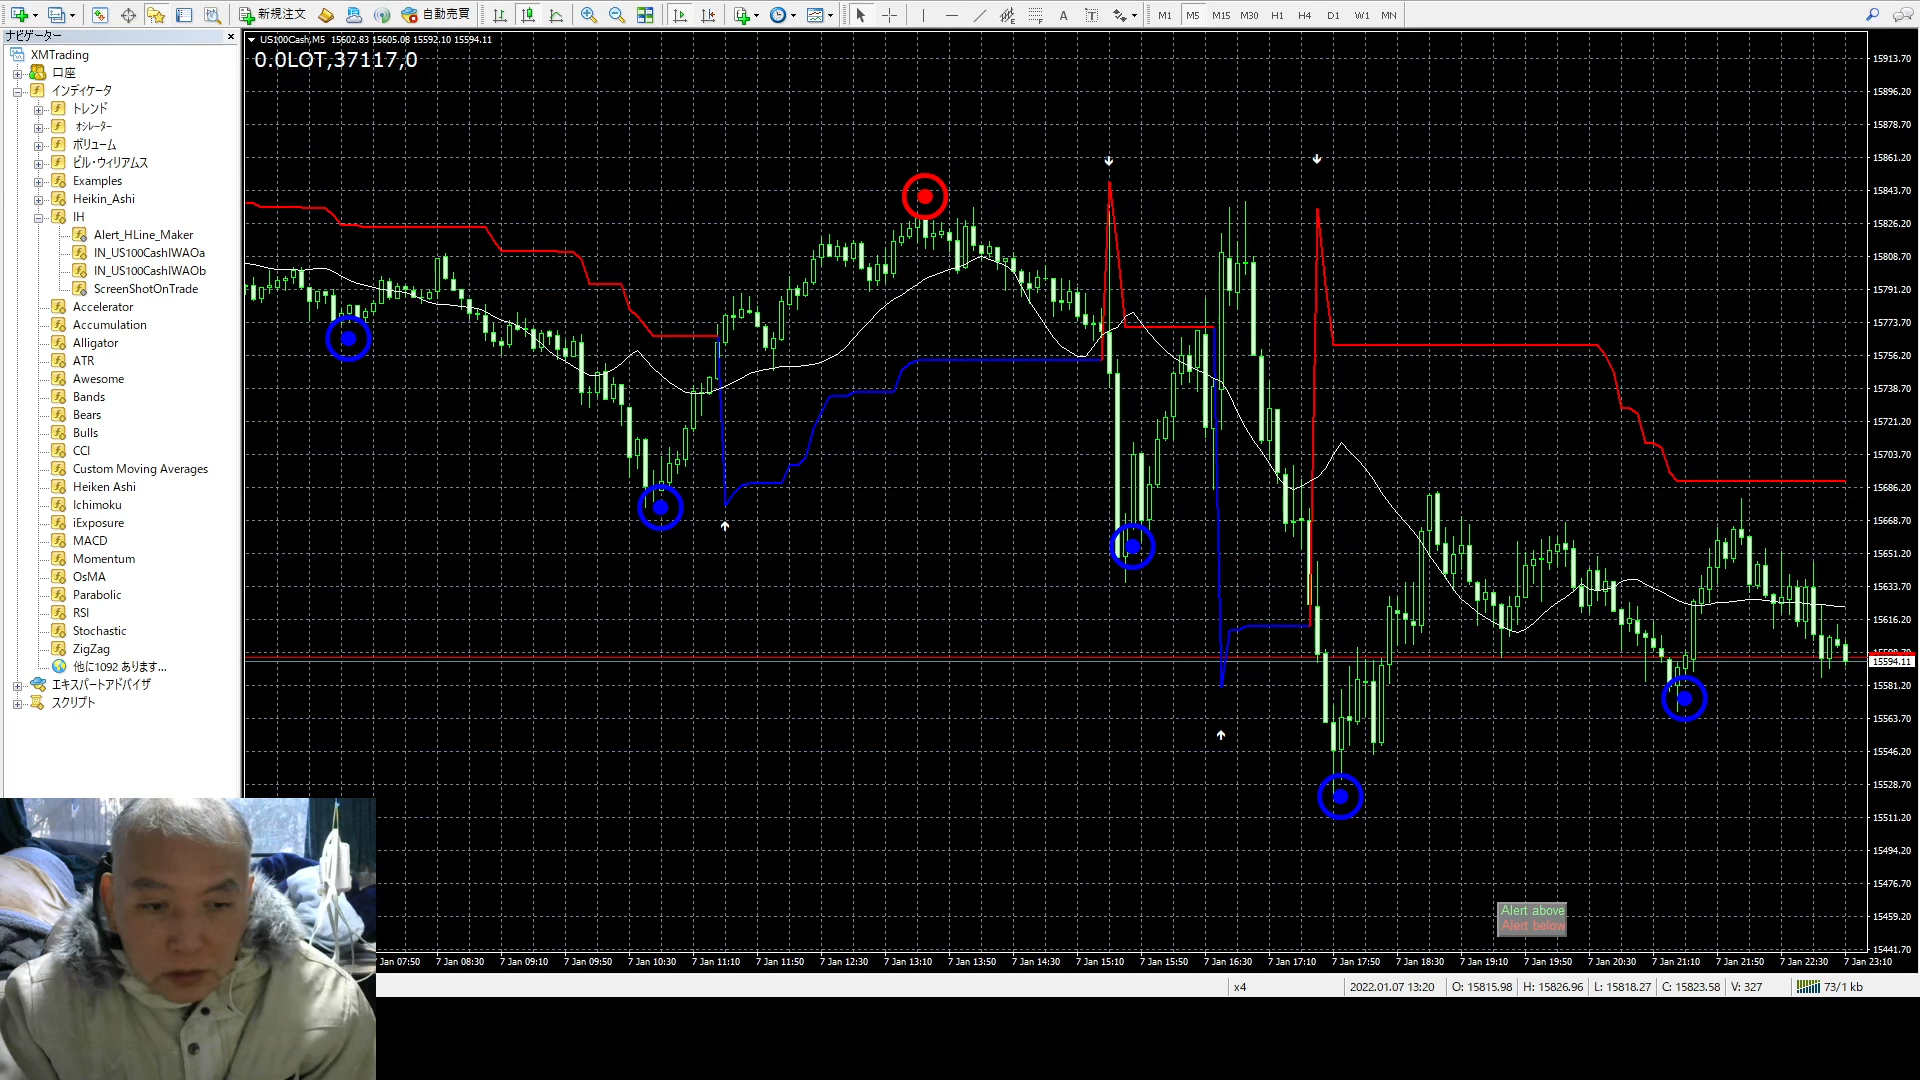 新規注文
自動売買
M1 M5 M15 M30 H1 H4 D1 W1 MN
ナビゲーター
XMTrading
口座
インディケータ
トレンド
オシレーター
ボリューム
ビル・ウィリアムス
Examples
Heikin_Ashi
IH
Alert_HLine_Maker
IN_US100CashIWAOa
IN_US100CashIWAOb
ScreenShotOnTrade
Accelerator
Accumulation
Alligator
ATR
Awesome
Bands
Bears
Bulls
CCI
Custom Moving Averages
Heiken Ashi
Ichimoku
iExposure
MACD
Momentum
OsMA
Parabolic
RSI
Stochastic
ZigZag
他に1092 あります...
エキスパートアドバイザ
スクリプト
US100Cash,M5 15602.83 15605.08 15592.10 15594.11
0.0LOT,37117,0
15913.70
15896.20
15878.70
15861.20
15843.70
15826.20
15808.70
15791.20
15773.70
15756.20
15738.70
15721.20
15703.70
15686.20
15668.70
15651.20
15633.70
15616.20
15594.11
15581.20
15563.70
15546.20
15528.70
15511.20
15494.20
15476.70
15459.20
15441.70
Alert above
Alert below
Jan 07:50 7 Jan 08:30 7 Jan 09:10 7 Jan 09:50 7 Jan 10:30 7 Jan 11:10 7 Jan 11:50 7 Jan 12:30 7 Jan 13:10 7 Jan 13:50 7 Jan 14:30 7 Jan 15:10 7 Jan 15:50 7 Jan 16:30 7 Jan 17:10 7 Jan 17:50 7 Jan 18:30 7 Jan 19:10 7 Jan 19:50 7 Jan 20:30 7 Jan 21:10 7 Jan 21:50 7 Jan 22:30 7 Jan 23:10
x4 2022.01.07 13:20 O: 15815.98 H: 15826.96 L: 15818.27 C: 15823.58 V: 327 73/1 kb